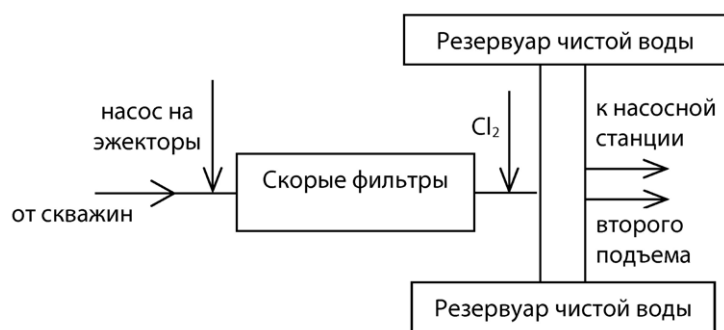 Резервуар чистой воды
насос на
эжекторы
Cl₂
к насосной
станции
Скорые фильтры
от скважин
второго
подъема
Резервуар чистой воды